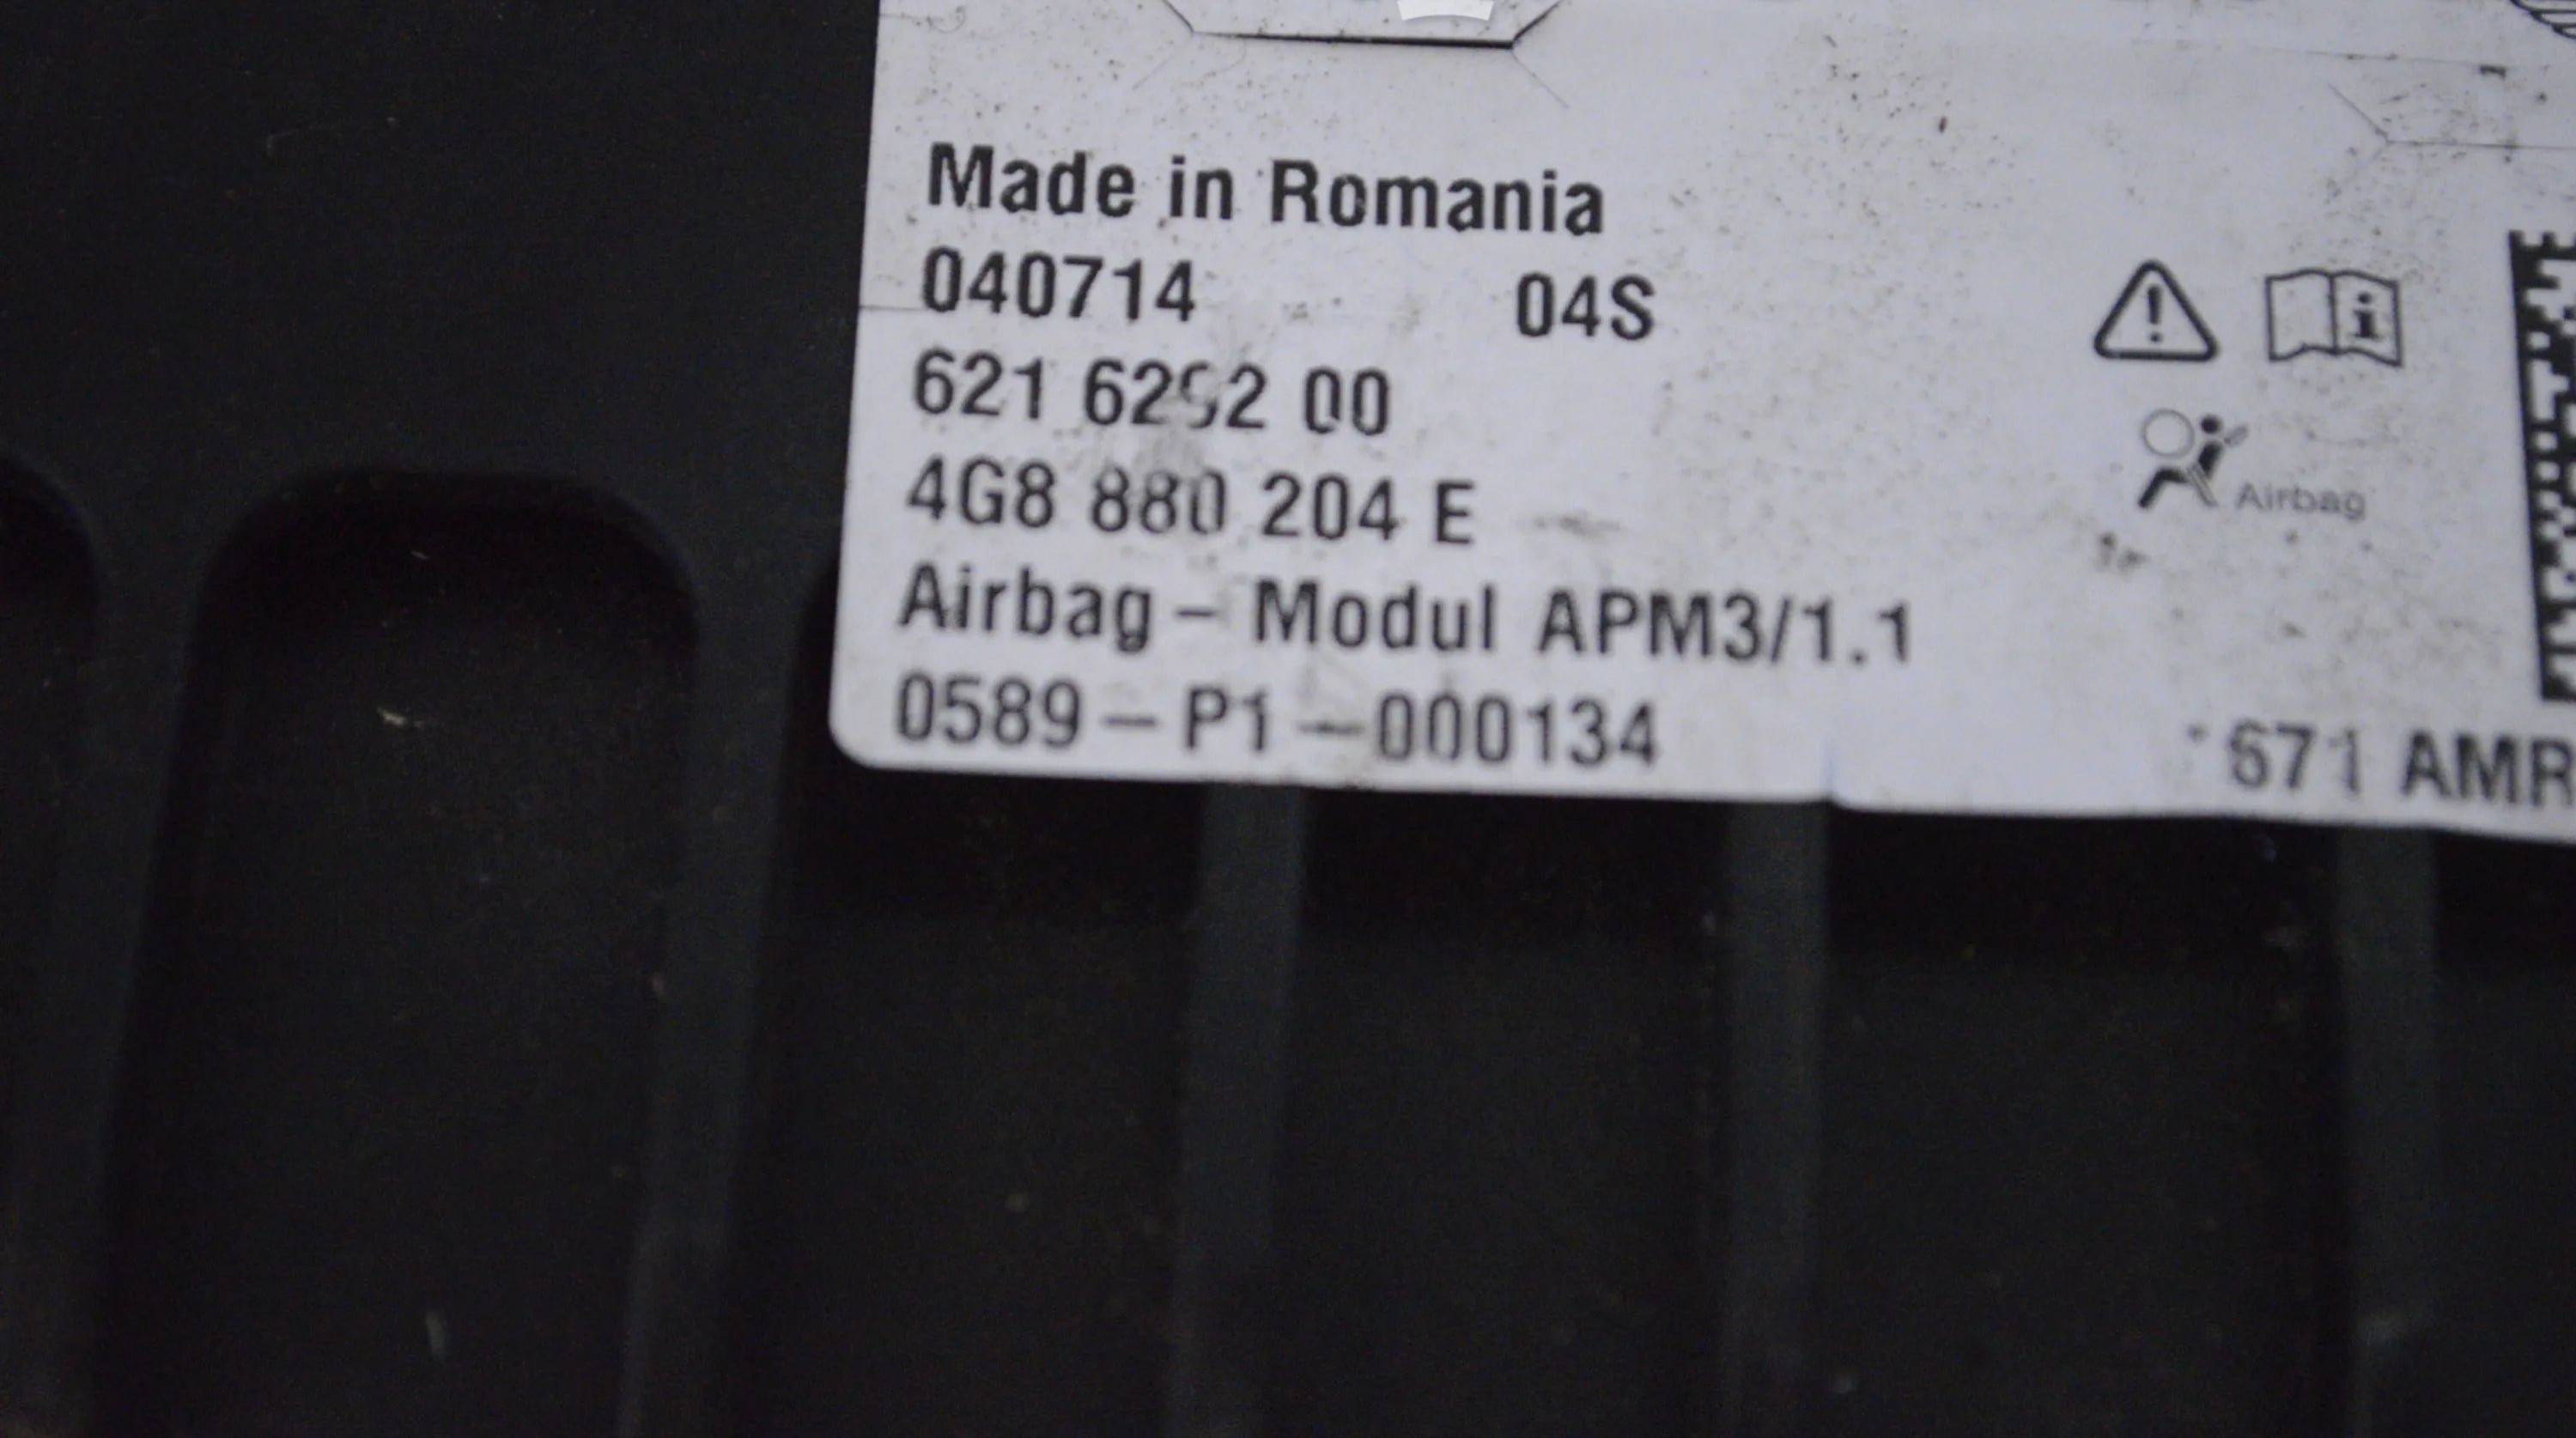 Made in Romania
040714 04S
621 6292 00
4G8 880 204 E
Airbag – Modul APM3/1.1
0589 – P1 – 000134
Airbag
671 AMR